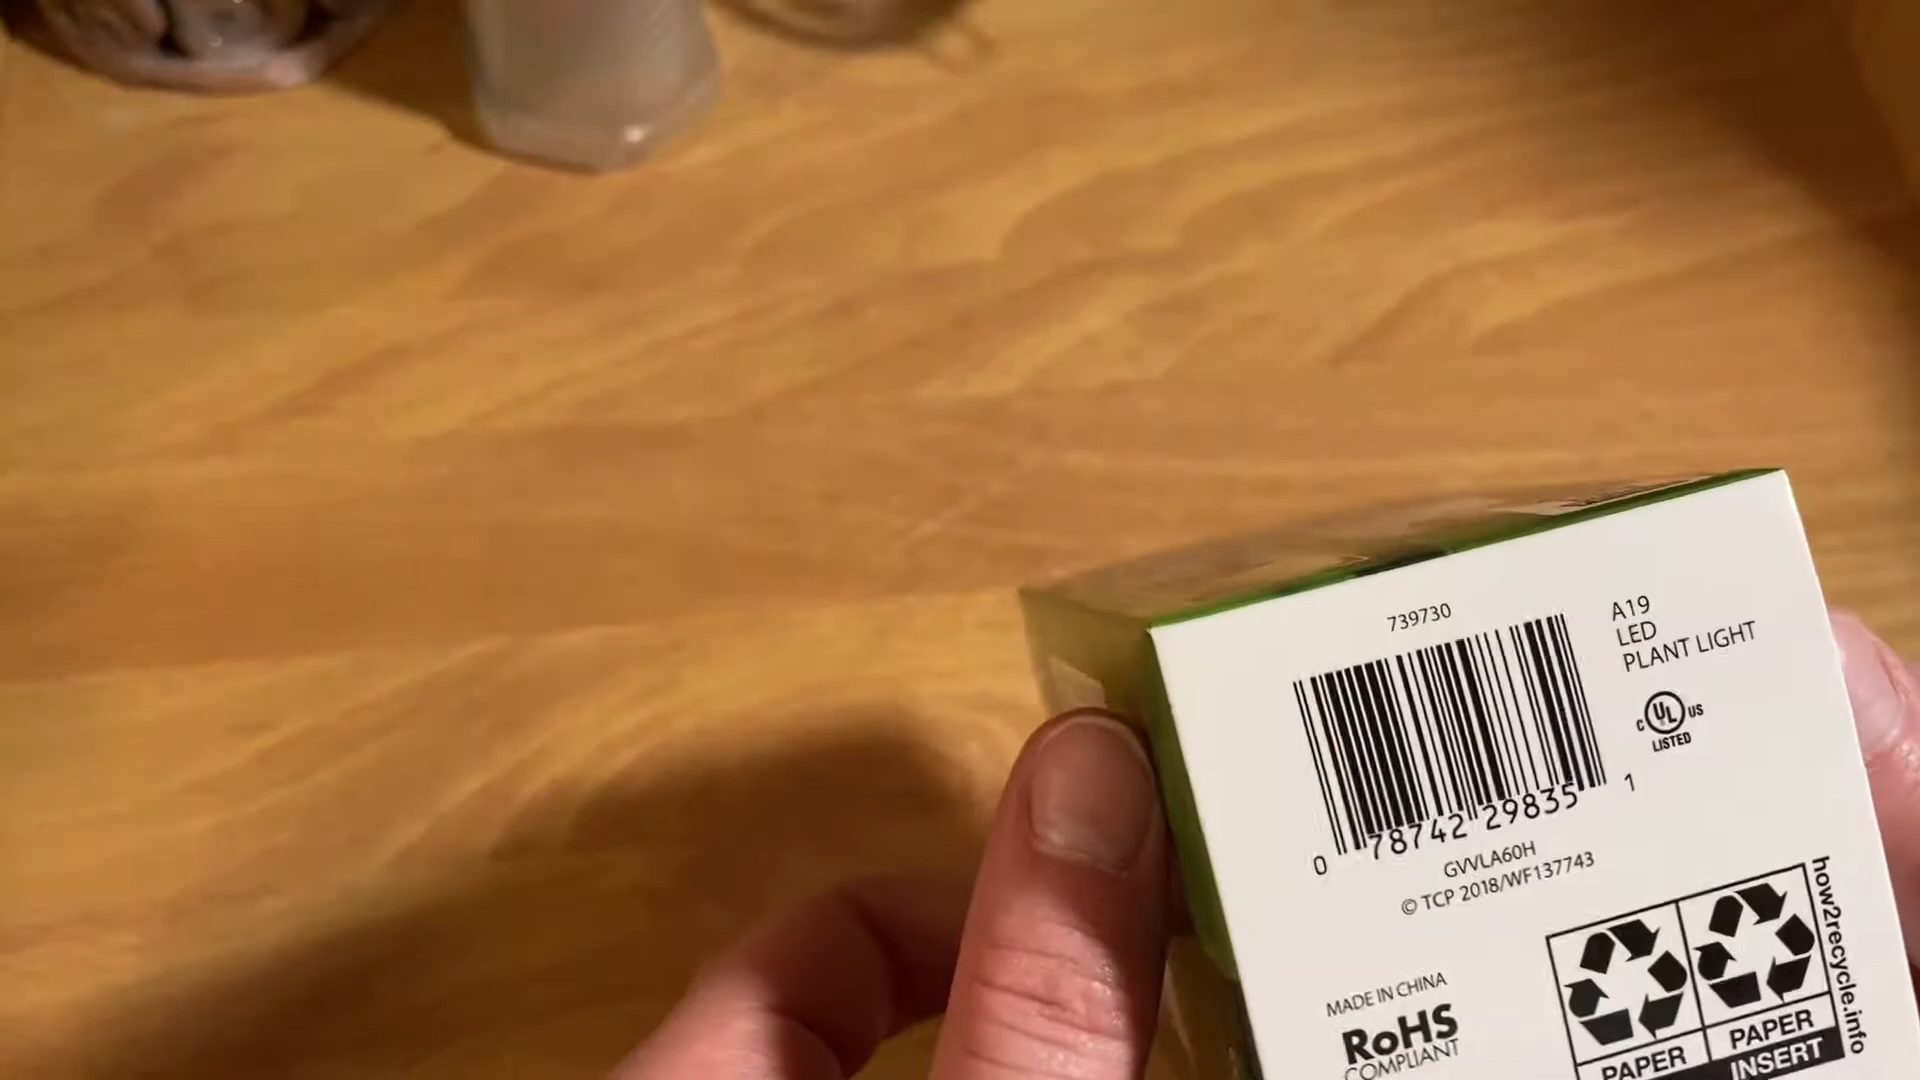 739730
A19
LED
PLANT LIGHT
C UL US
LISTED
0 78742 29835 1
GVVLA60H
© TCP 2018/WF137743
how2recycle.info
MADE IN CHINA
RoHS
COMPLIANT
PAPER
PAPER
INSERT